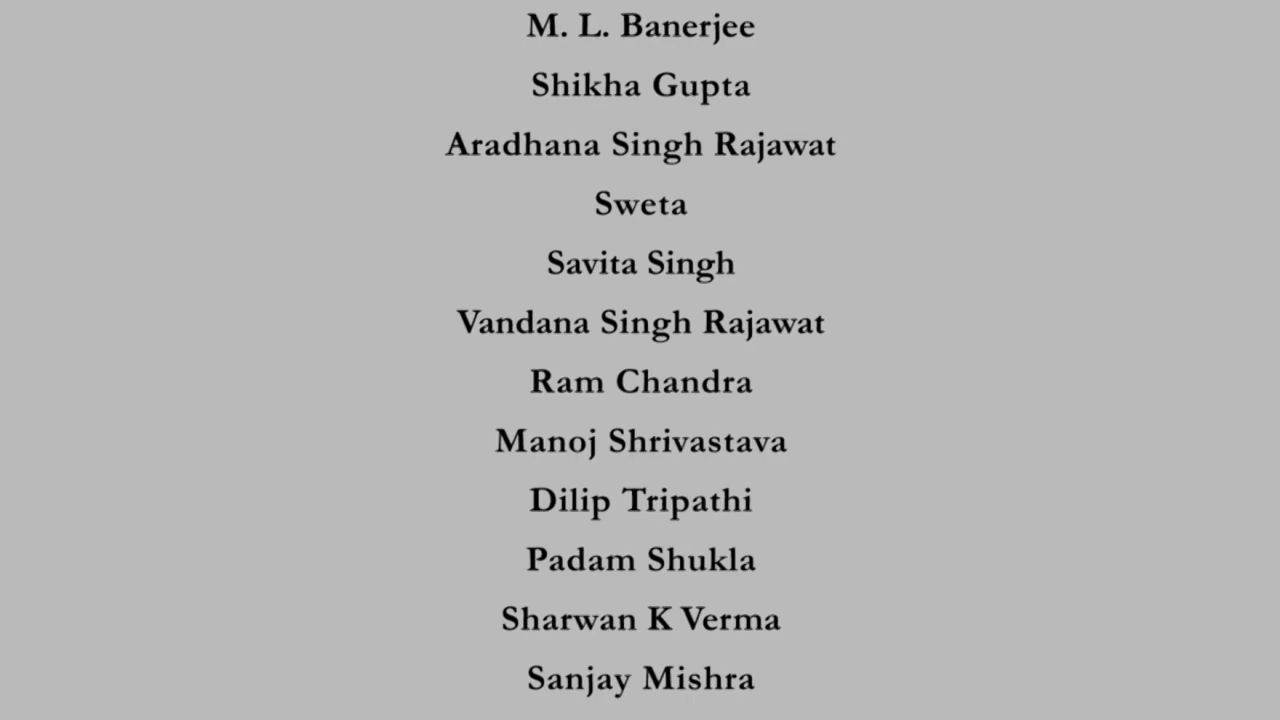 M. L. Banerjee
Shikha Gupta
Aradhana Singh Rajawat
Sweta
Savita Singh
Vandana Singh Rajawat
Ram Chandra
Manoj Shrivastava
Dilip Tripathi
Padam Shukla
Sharwan K Verma
Sanjay Mishra